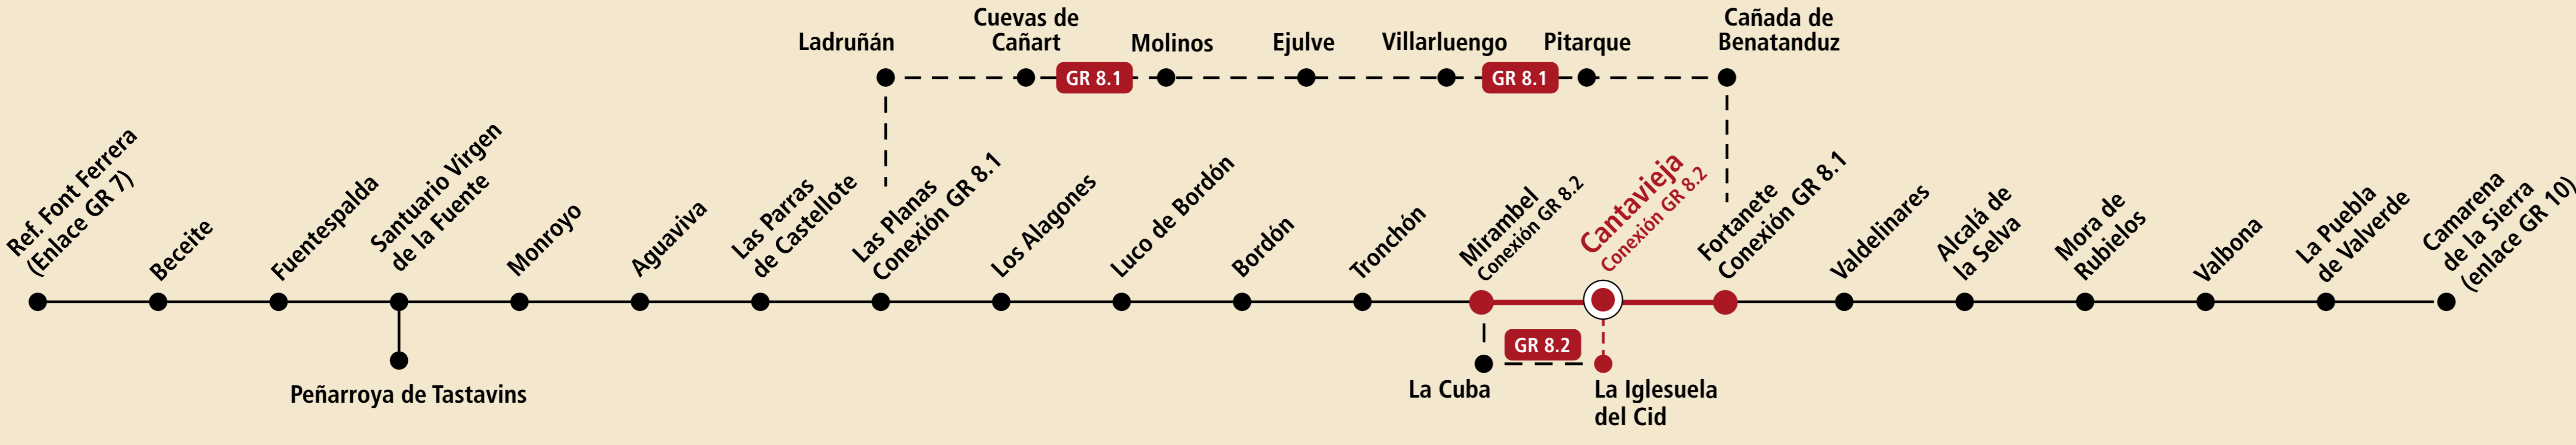 Ladruñán
Cuevas de
Cañart
Molinos
Ejulve
Villarluengo
Pitarque
Cañada de
Benatanduz
GR 8.1
GR 8.1
Ref. Font Ferrera
(Enlace GR 7)
Beceite
Fuentespalda
Santuario Virgen
de la Fuente
Monroyo
Aguaviva
Las Parras
de Castellote
Las Planas
Conexión GR 8.1
Los Alagones
Luco de Bordón
Bordón
Tronchón
Mirambel
Conexión GR 8.2
Cantavieja
Conexión GR 8.2
Fortanete
Conexión GR 8.1
Valdelinares
Alcalá de
la Selva
Mora de
Rubielos
Valbona
La Puebla
de Valverde
Camarena
de la Sierra
(enlace GR 10)
Peñarroya de Tastavins
GR 8.2
La Cuba
La Iglesuela
del Cid